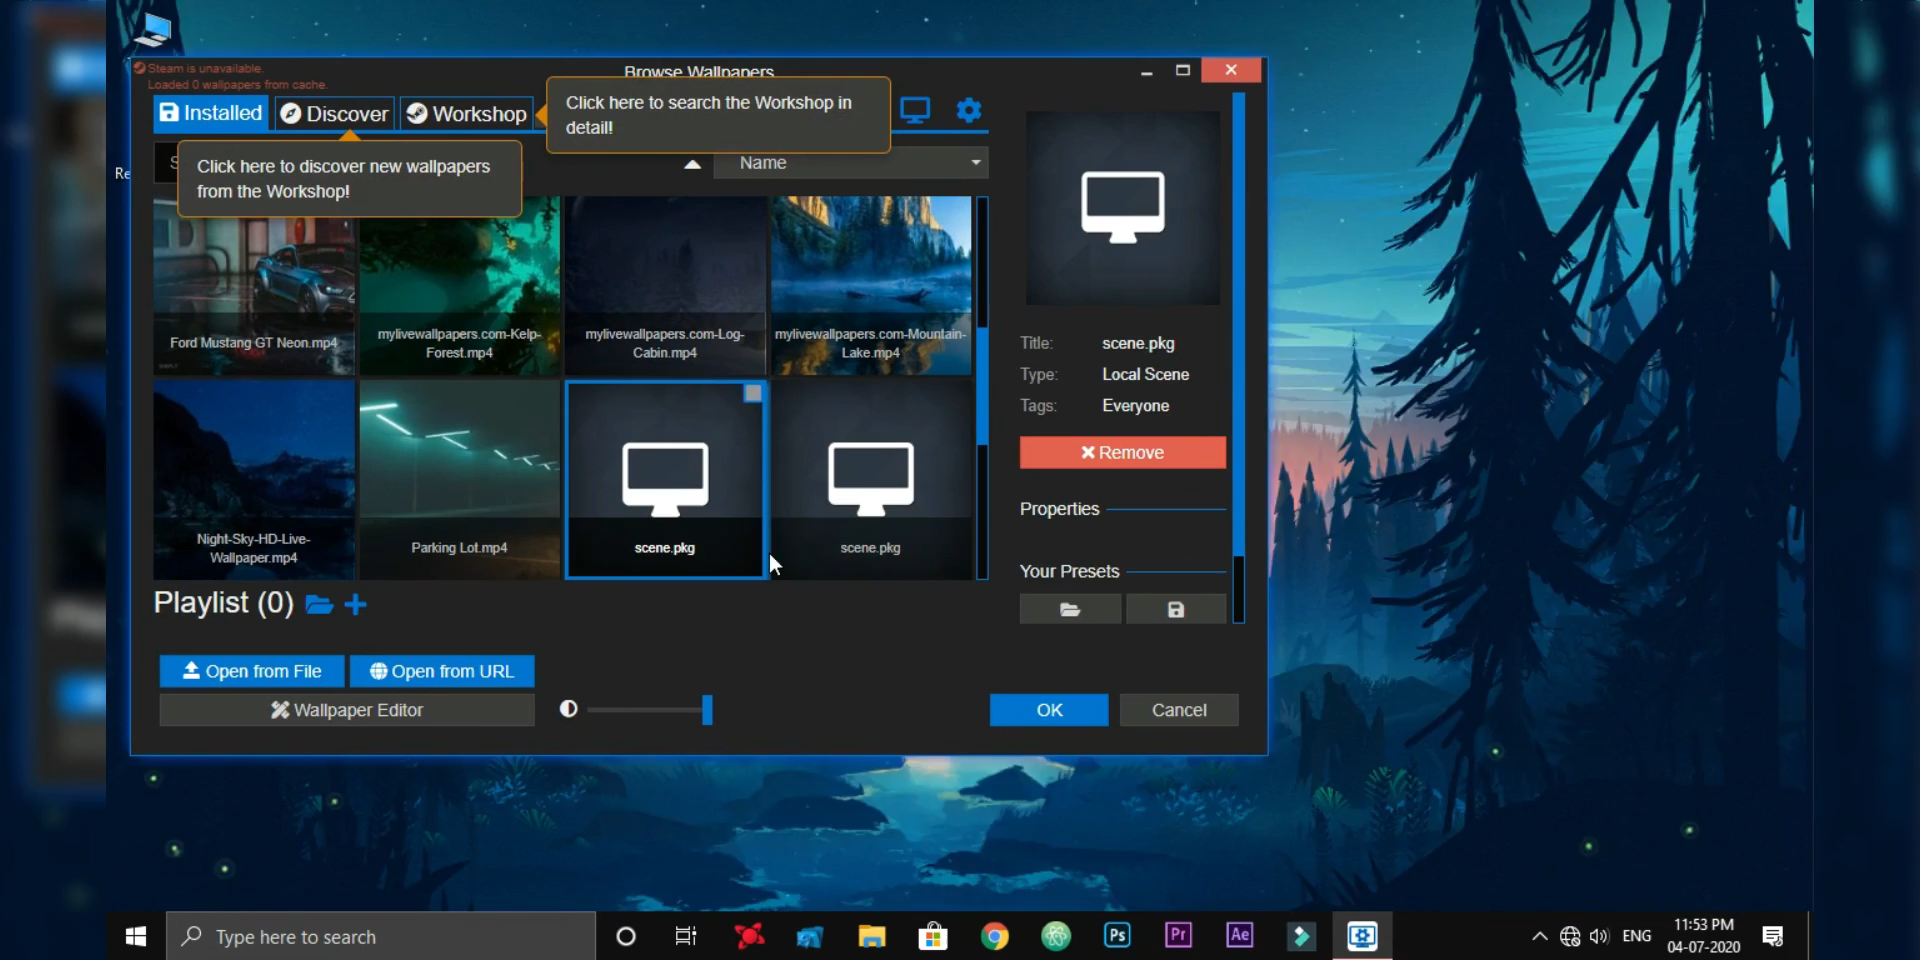 Steam is unavailable.
Loaded 0 wallpapers from cache.
Browse Wallpapers
Installed
Discover
Workshop
Click here to search the Workshop in
detail!
Click here to discover new wallpapers
from the Workshop!
S
Name
Re
Ford Mustang GT Neon.mp4
mylivewallpapers.com-Kelp-
Forest.mp4
mylivewallpapers.com-Log-
Cabin.mp4
mylivewallpapers.com-Mountain-
Lake.mp4
Night-Sky-HD-Live-
Wallpaper.mp4
Parking Lot.mp4
scene.pkg
scene.pkg
Title: scene.pkg
Type: Local Scene
Tags: Everyone
Remove
Properties
Your Presets
Playlist (0)
Open from File
Open from URL
Wallpaper Editor
OK
Cancel
Type here to search
Ps
Pr
Ae
ENG
11:53 PM
04-07-2020